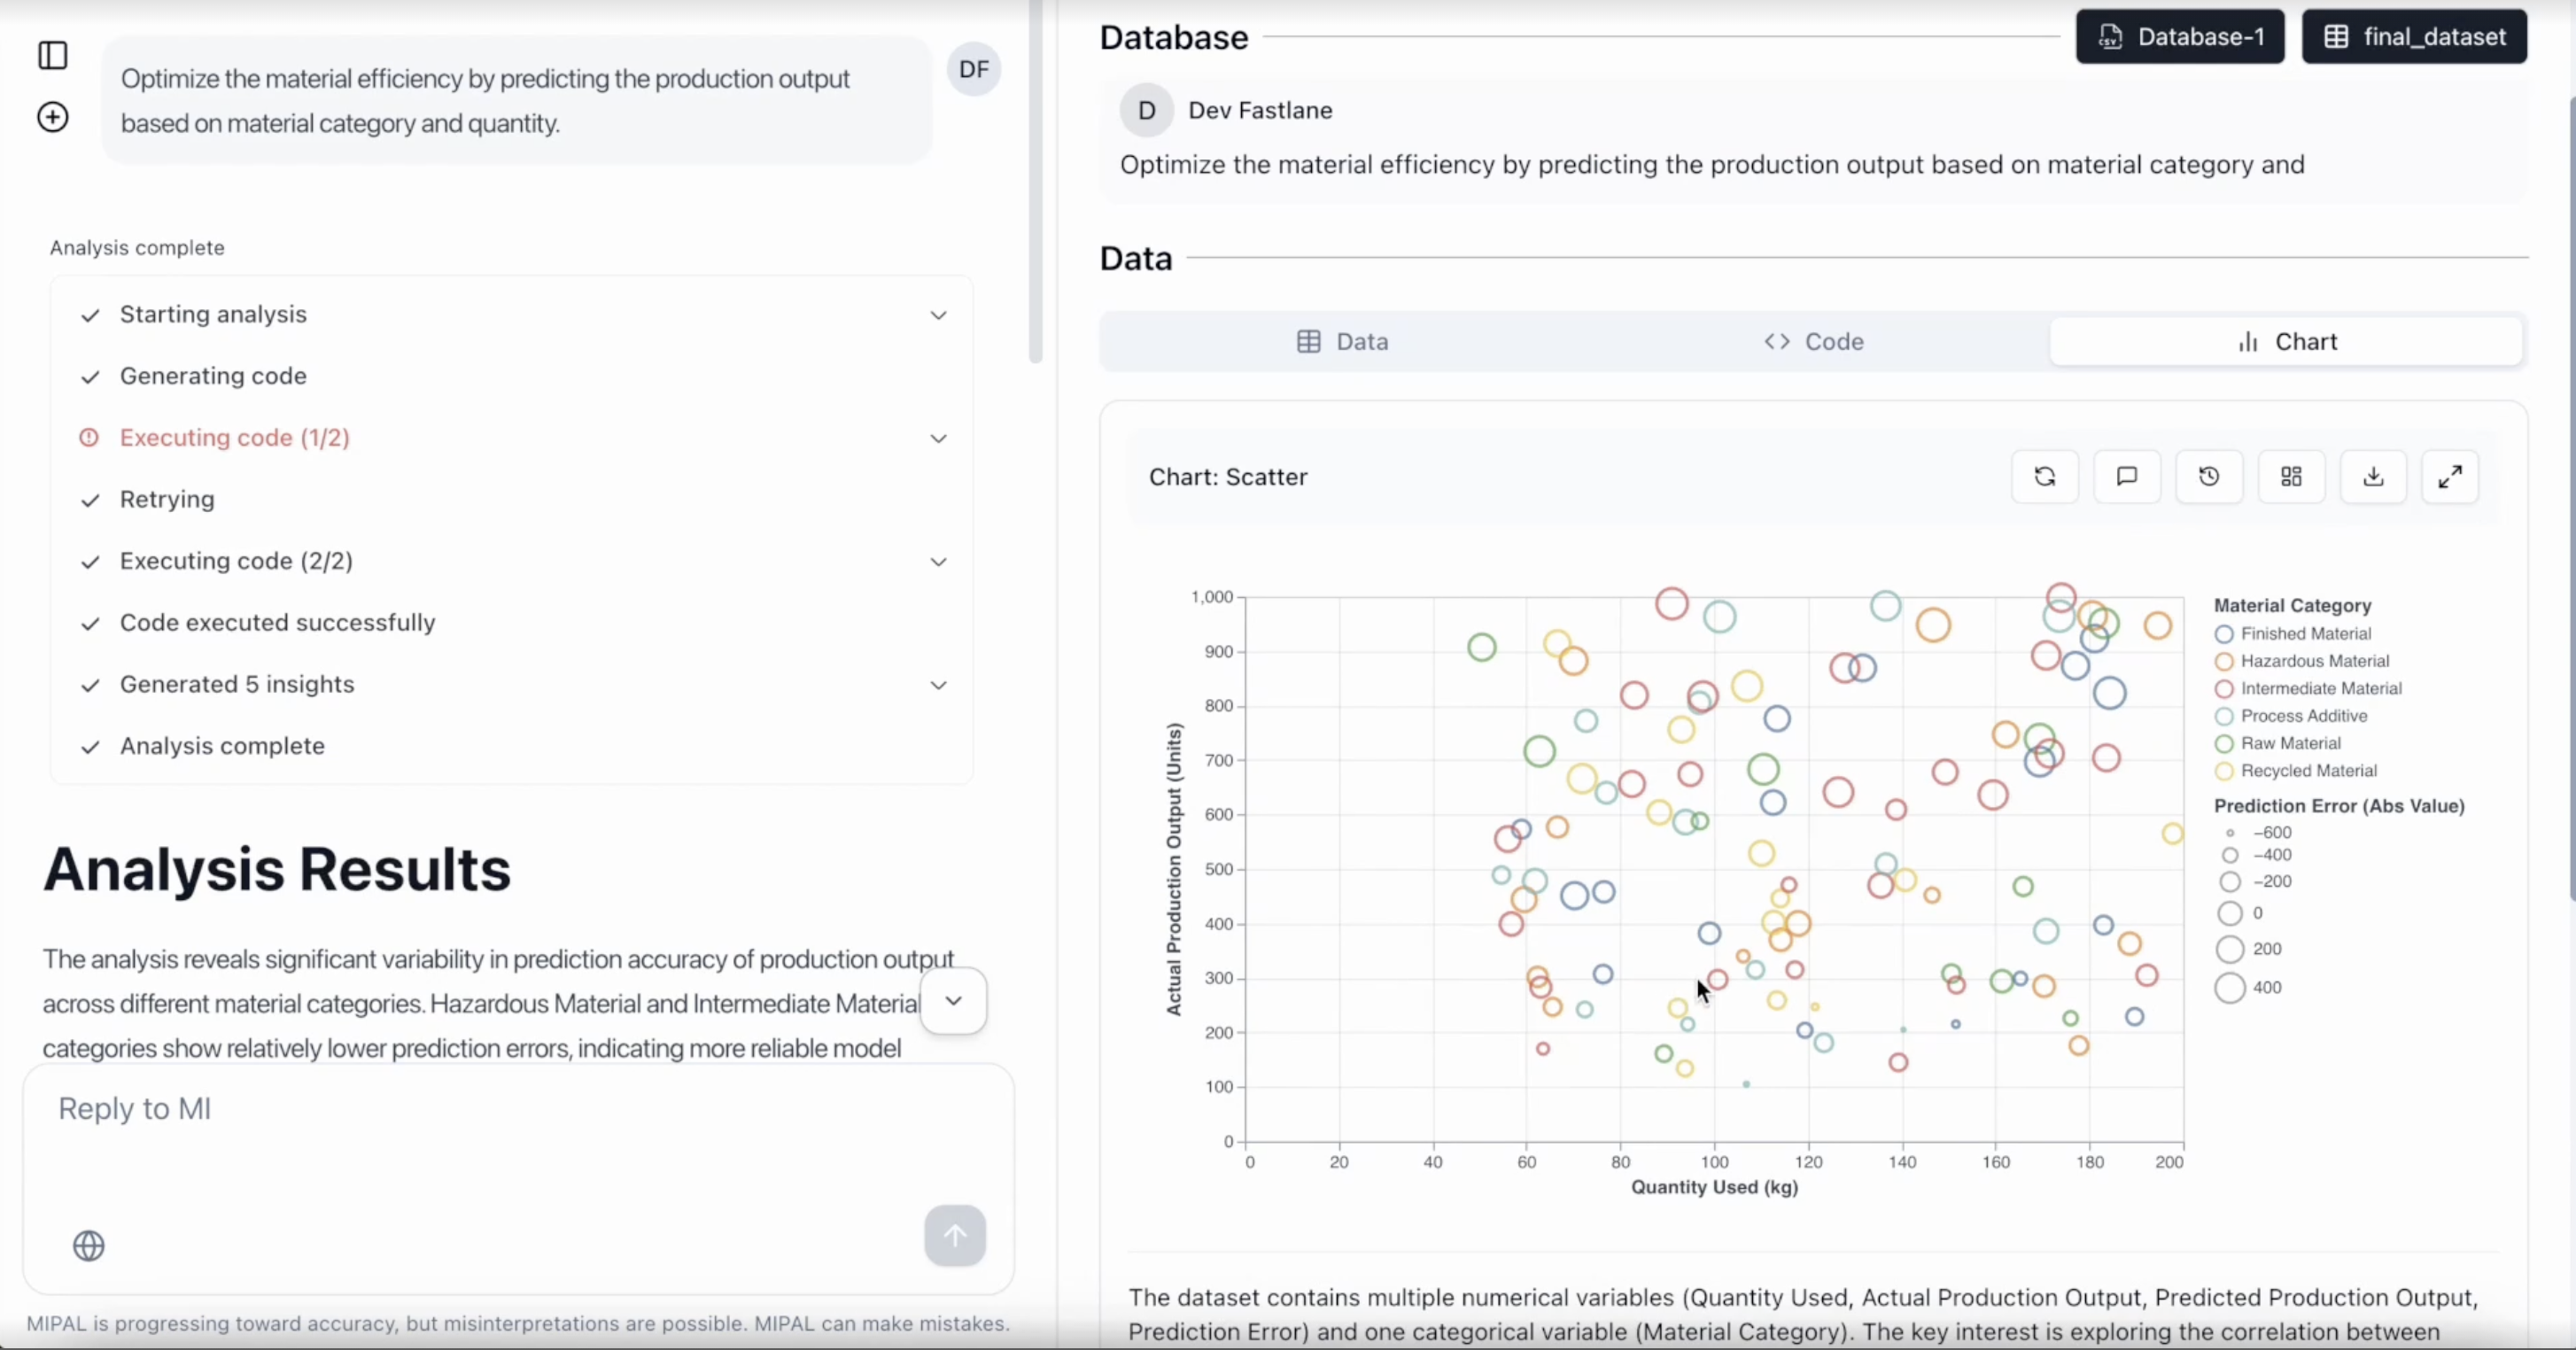 Optimize the material efficiency by predicting the production output
based on material category and quantity.
DF
Analysis complete
Starting analysis
Generating code
Executing code (1/2)
Retrying
Executing code (2/2)
Code executed successfully
Generated 5 insights
Analysis complete
Analysis Results
The analysis reveals significant variability in prediction accuracy of production output
across different material categories. Hazardous Material and Intermediate Material
categories show relatively lower prediction errors, indicating more reliable model
Reply to MI
MIPAL is progressing toward accuracy, but misinterpretations are possible. MIPAL can make mistakes.
Database
CSV
Database-1
final_dataset
D
Dev Fastlane
Optimize the material efficiency by predicting the production output based on material category and
Data
Data
Code
Chart
Chart: Scatter
1,000
900
800
700
600
500
400
300
200
100
0
Actual Production Output (Units)
0 20 40 60 80 100 120 140 160 180 200
Quantity Used (kg)
Material Category
Finished Material
Hazardous Material
Intermediate Material
Process Additive
Raw Material
Recycled Material
Prediction Error (Abs Value)
−600
−400
−200
0
200
400
The dataset contains multiple numerical variables (Quantity Used, Actual Production Output, Predicted Production Output,
Prediction Error) and one categorical variable (Material Category). The key interest is exploring the correlation between